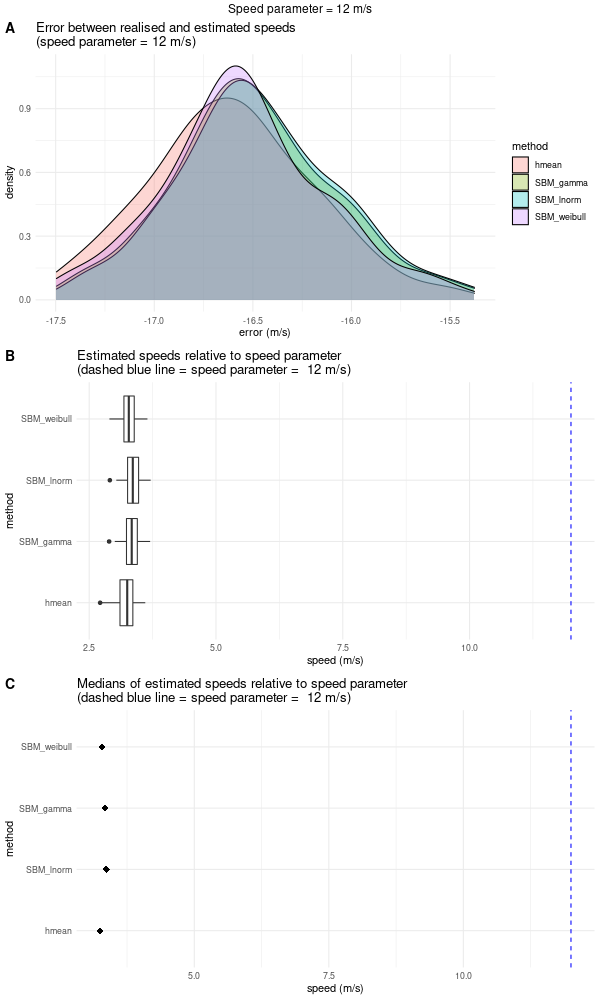 Speed parameter = 12 m/s
A
Error between realised and estimated speeds
(speed parameter = 12 m/s)
density
0.9
0.6
0.3
0.0
-17.5 -17.0 -16.5 -16.0 -15.5
error (m/s)
method
hmean
SBM_gamma
SBM_lnorm
SBM_weibull
B
Estimated speeds relative to speed parameter
(dashed blue line = speed parameter =  12 m/s)
method
SBM_weibull
SBM_lnorm
SBM_gamma
hmean
2.5 5.0 7.5 10.0
speed (m/s)
C
Medians of estimated speeds relative to speed parameter
(dashed blue line = speed parameter =  12 m/s)
method
SBM_weibull
SBM_gamma
SBM_lnorm
hmean
5.0 7.5 10.0
speed (m/s)